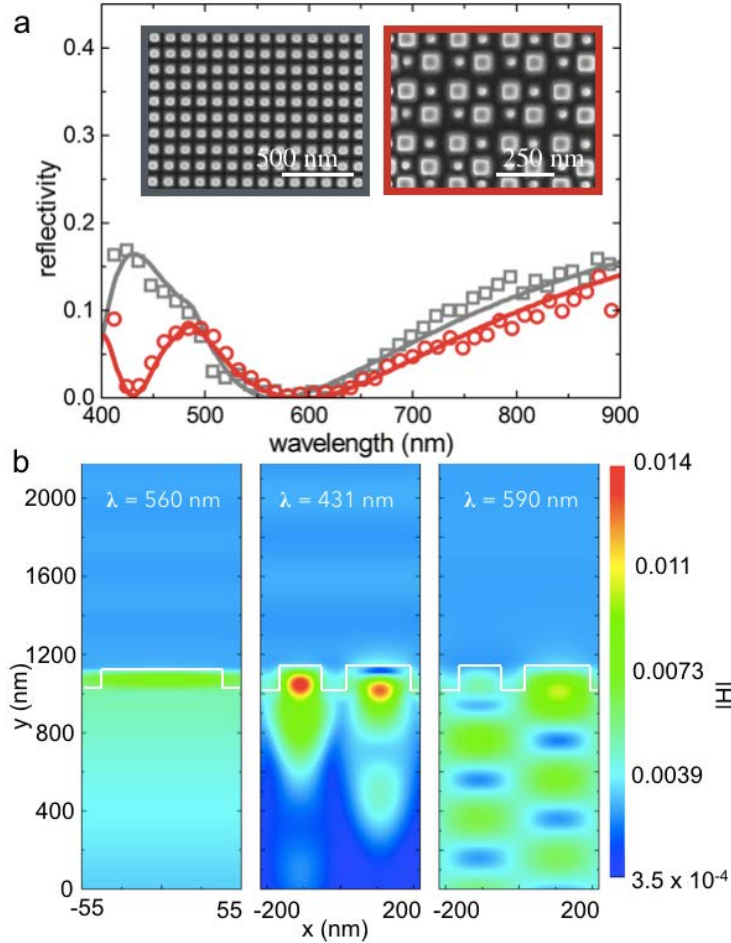 a
0.4
0.3
0.2
0.1
0.0
reflectivity
500 nm
250 nm
400 500 600 700 800 900
wavelength (nm)
b
2000
1600
1200
800
400
0
y (nm)
λ = 560 nm
λ = 431 nm
λ = 590 nm
-55 55
-200 200
-200 200
x (nm)
0.014
0.011
0.0073
0.0039
3.5 x 10⁻⁴
|H|